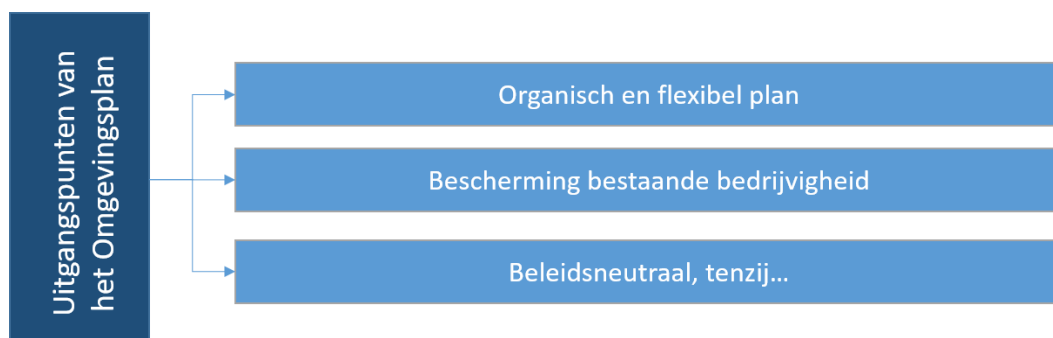 Uitgangspunten van
het Omgevingsplan
Organisch en flexibel plan
Bescherming bestaande bedrijvigheid
Beleidsneutraal, tenzij...